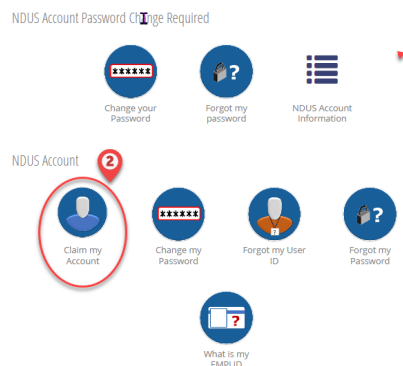 NDUS Account Password Change Required
******
?
Change your
Password
Forgot my
password
NDUS Account
Information
NDUS Account
2
******
?
?
Claim my
Account
Change my
Password
Forgot my User
ID
Forgot my
Password
?
What is my
EMPLID